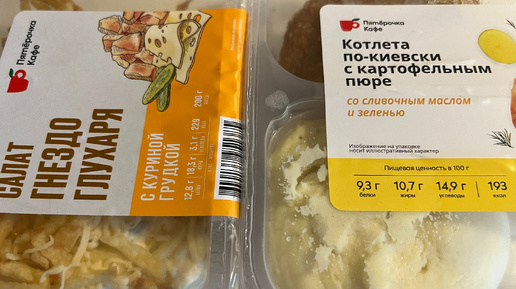 Пятёрочка
Кафе
САЛАТ
ГНЕЗДО
ГЛУХАРЯ
С КУРИНОЙ
ГРУДКОЙ
12,8 г 18,3 г 3,1 г 229
200 г
Пятёрочка
Кафе
Котлета
по-киевски
с картофельным
пюре
со сливочным маслом
и зеленью
Изображение на упаковке
носит иллюстративный характер
Пищевая ценность в 100 г
9,3 г 10,7 г 14,9 г 193
белки жиры углеводы ккал